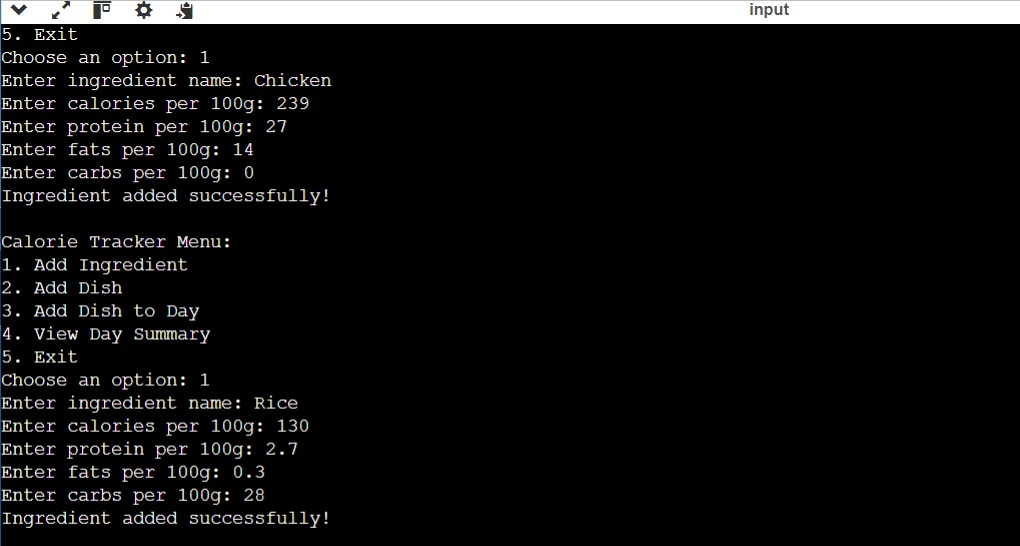 input
5. Exit
Choose an option: 1
Enter ingredient name: Chicken
Enter calories per 100g: 239
Enter protein per 100g: 27
Enter fats per 100g: 14
Enter carbs per 100g: 0
Ingredient added successfully!
Calorie Tracker Menu:
1. Add Ingredient
2. Add Dish
3. Add Dish to Day
4. View Day Summary
5. Exit
Choose an option: 1
Enter ingredient name: Rice
Enter calories per 100g: 130
Enter protein per 100g: 2.7
Enter fats per 100g: 0.3
Enter carbs per 100g: 28
Ingredient added successfully!